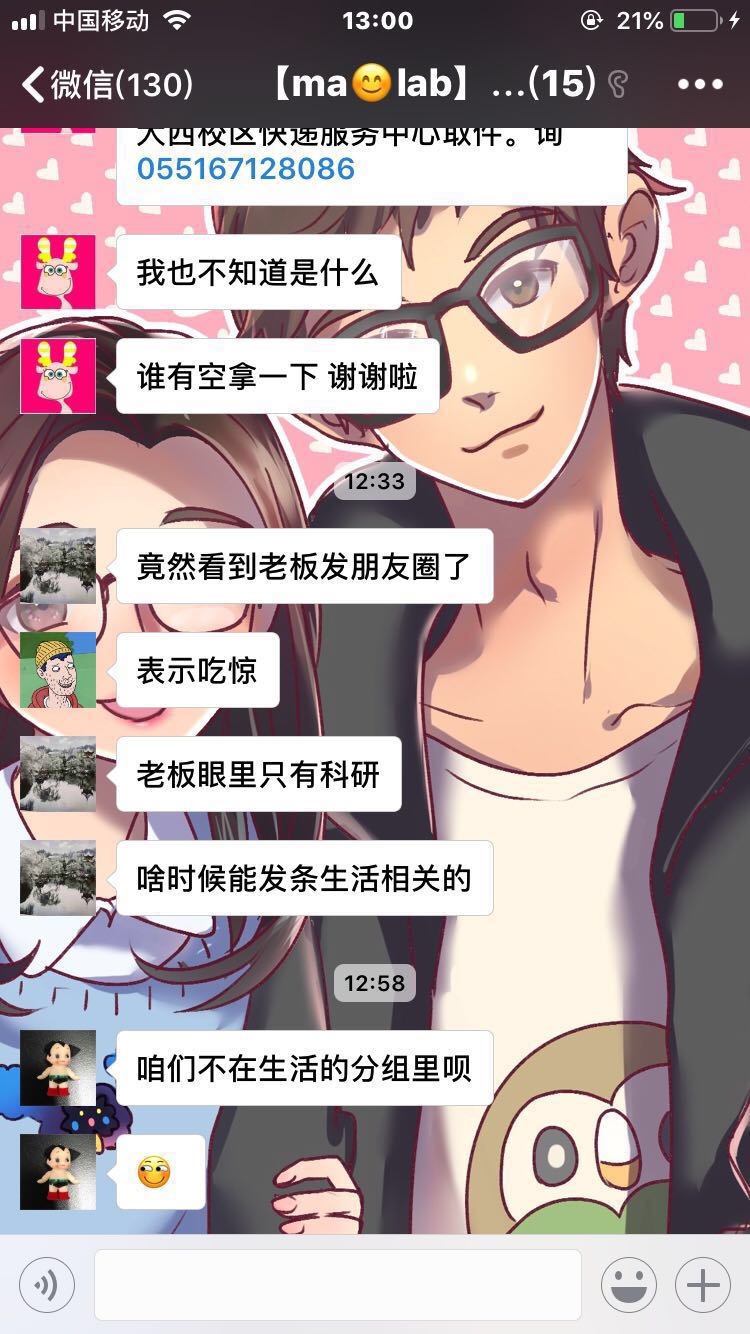 中国移动 13:00 21%
微信(130) 【ma😊lab】...(15)
大西校区快递服务中心取件。询
055167128086
我也不知道是什么
谁有空拿一下 谢谢啦
12:33
竟然看到老板发朋友圈了
表示吃惊
老板眼里只有科研
啥时候能发条生活相关的
12:58
咱们不在生活的分组里呗